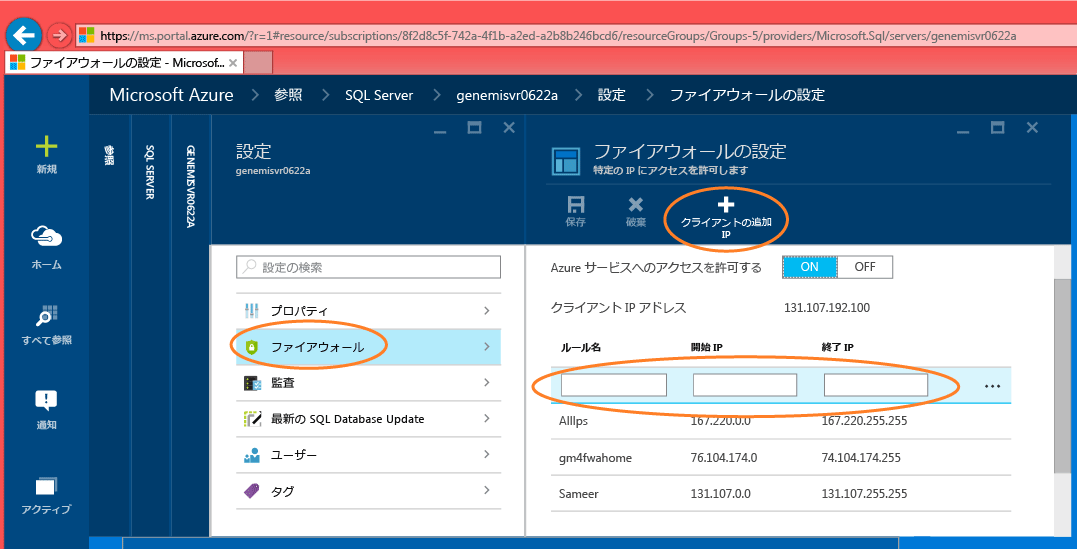 https://ms.portal.azure.com/?r=1#resource/subscriptions/8f2d8c5f-742a-4f1b-a2ed-a2b8b246bcd6/resourceGroups/Groups-5/providers/Microsoft.Sql/servers/genemisvr0622a
ファイアウォールの設定 - Microsof... ×
Microsoft Azure > 参照 > SQL Server > genemisvr0622a > 設定 > ファイアウォールの設定
新規
ホーム
すべて参照
通知
アクティブ
参照
SQL SERVER
GENEMISVR0622A
設定
genemisvr0622a
設定の検索
プロパティ
ファイアウォール
監査
最新の SQL Database Update
ユーザー
タグ
ファイアウォールの設定
特定の IP にアクセスを許可します
保存
破棄
クライアントの追加
IP
Azure サービスへのアクセスを許可する ON OFF
クライアント IP アドレス 131.107.192.100
ルール名 開始 IP 終了 IP
...
AllIps 167.220.0.0 167.220.255.255
gm4fwahome 76.104.174.0 74.104.174.255
Sameer 131.107.0.0 131.107.255.255